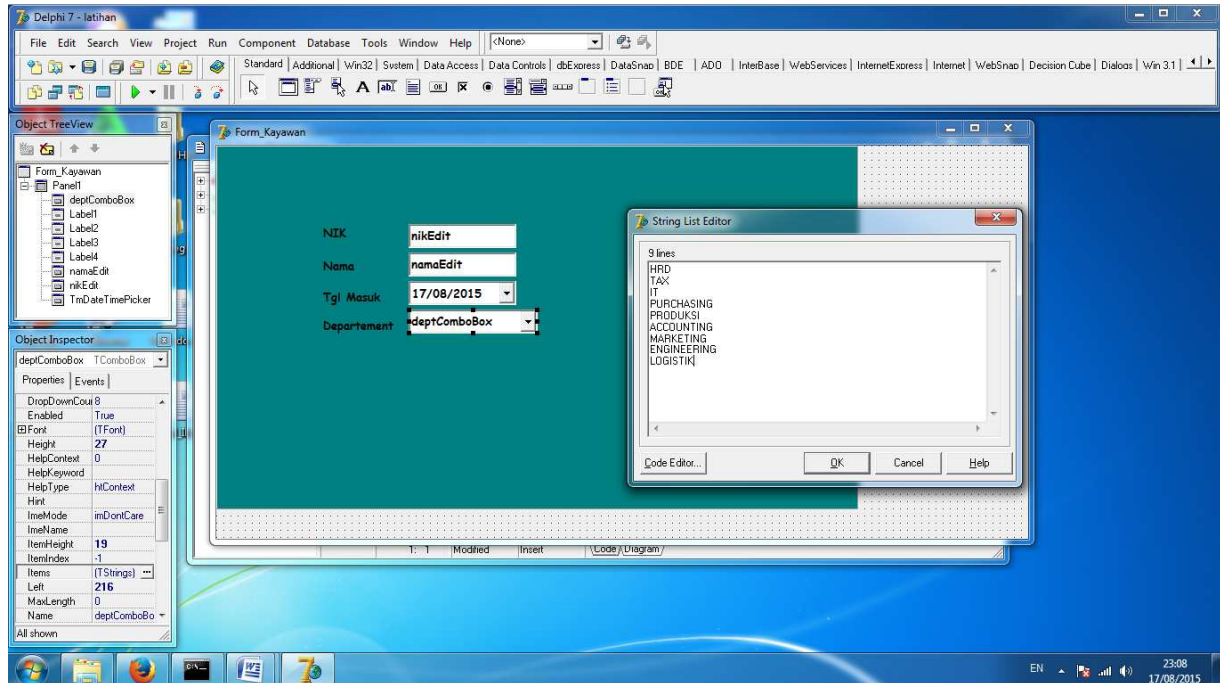 Delphi 7 - latihan
File Edit Search View Project Run Component Database Tools Window Help <None>
Standard Additional Win32 System Data Access Data Controls dbExpress DataSnap BDE ADO InterBase WebServices InternetExpress Internet WebSnap Decision Cube Dialogs Win 3.1
Object TreeView
Form_Kayawan
Panel1
deptComboBox
Label1
Label2
Label3
Label4
namaEdit
nikEdit
TmDateTimePicker
Object Inspector
deptComboBox TComboBox
Properties Events
DropDownCou 8
Enabled True
Font (TFont)
Height 27
HelpContext 0
HelpKeyword
HelpType htContext
Hint
ImeMode imDontCare
ImeName
ItemHeight 19
ItemIndex -1
Items (TStrings) ...
Left 216
MaxLength 0
Name deptComboBo
All shown
Form_Kayawan
NIK nikEdit
Nama namaEdit
Tgl Masuk 17/08/2015
Departement deptComboBox
String List Editor
9 lines
HRD
TAX
IT
PURCHASING
PRODUKSI
ACCOUNTING
MARKETING
ENGINEERING
LOGISTIK
Code Editor... OK Cancel Help
1: 1 Modified Insert Code Diagram
EN 23:08
17/08/2015